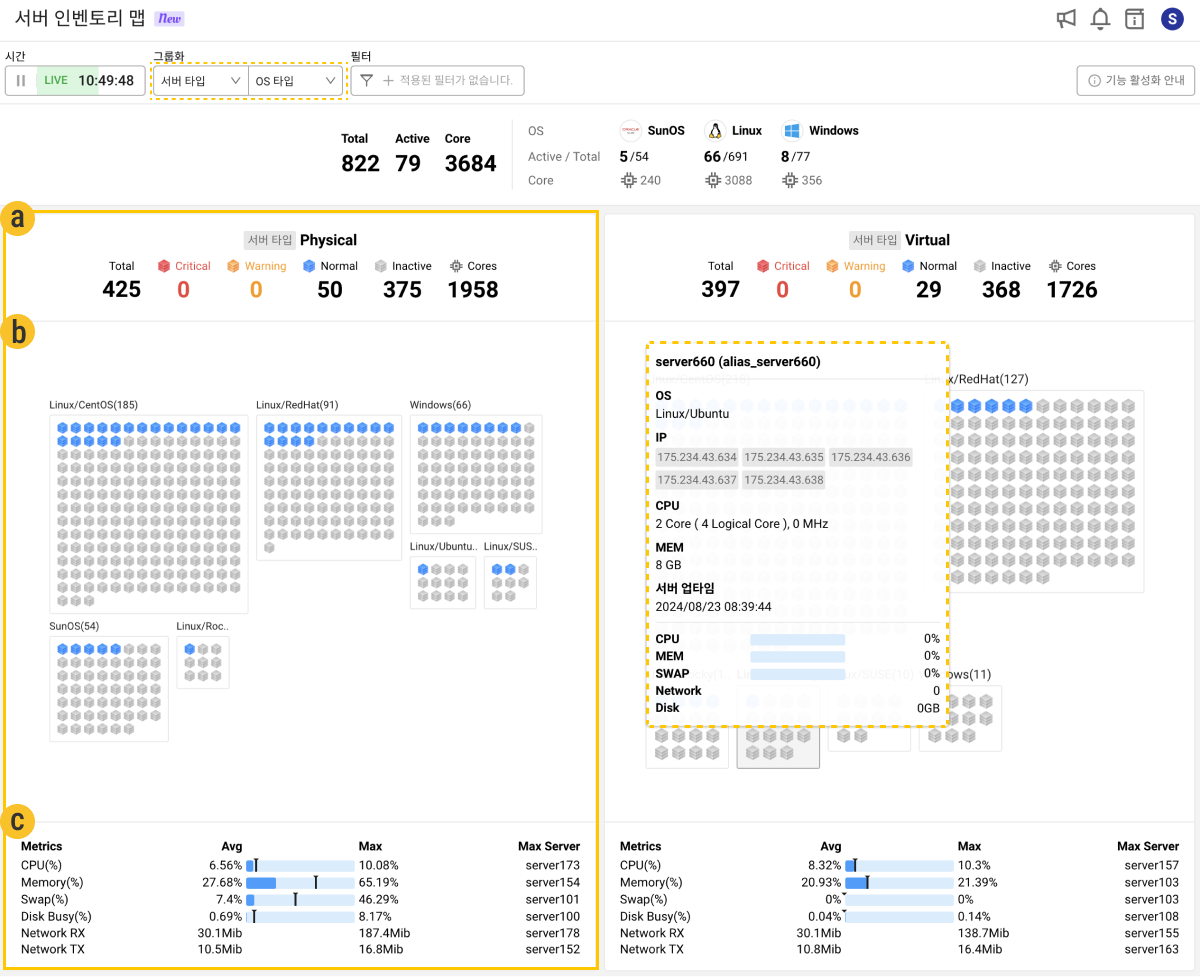 서버 인벤토리 맵 New
S
시간 그룹화 필터
LIVE 10:49:48 서버 타입 OS 타입 적용된 필터가 없습니다. 기능 활성화 안내
Total Active Core
822 79 3684
OS SunOS Linux Windows
Active / Total 5/54 66/691 8/77
Core 240 3088 356
a
서버 타입 Physical
Total Critical Warning Normal Inactive Cores
425 0 0 50 375 1958
b
Linux/CentOS(185) Linux/RedHat(91) Windows(66)
Linux/Ubuntu.. Linux/SUS..
SunOS(54) Linux/Roc..
c
Metrics Avg Max Max Server
CPU(%) 6.56% 10.08% server173
Memory(%) 27.68% 65.19% server154
Swap(%) 7.4% 46.29% server101
Disk Busy(%) 0.69% 8.17% server100
Network RX 30.1Mib 187.4Mib server178
Network TX 10.5Mib 16.8Mib server152
서버 타입 Virtual
Total Critical Warning Normal Inactive Cores
397 0 0 29 368 1726
Linux/RedHat(127)
server660 (alias_server660)
OS
Linux/Ubuntu
IP
175.234.43.634 175.234.43.635 175.234.43.636
175.234.43.637 175.234.43.638
CPU
2 Core ( 4 Logical Core ), 0 MHz
MEM
8 GB
서버 업타임
2024/08/23 08:39:44
CPU 0%
MEM 0%
SWAP 0%
Network 0
Disk 0GB
ows(11)
Metrics Avg Max Max Server
CPU(%) 8.32% 10.3% server157
Memory(%) 20.93% 21.39% server103
Swap(%) 0% 0% server103
Disk Busy(%) 0.04% 0.14% server108
Network RX 30.1Mib 138.7Mib server155
Network TX 10.8Mib 16.4Mib server163